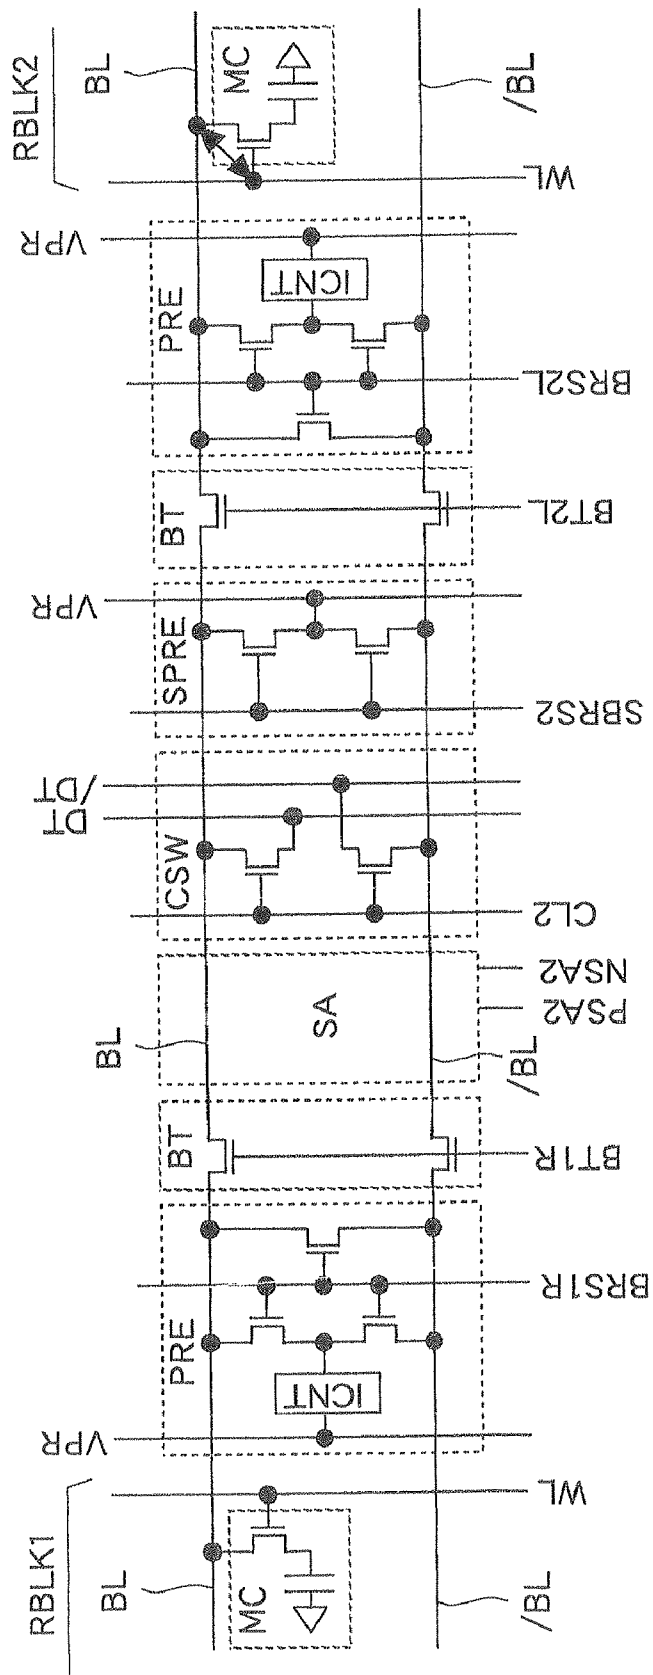 RBLK1
BL
MC
/BL
WL
VPR
PRE
ICNT
BRS1R
BT
BT1R
BL
/BL
SA
PSA2
NSA2
CSW
CL2
DT
/DT
SPRE
SBRS2
VPR
BT
BT2L
PRE
BRS2L
ICNT
VPR
WL
RBLK2
BL
MC
/BL